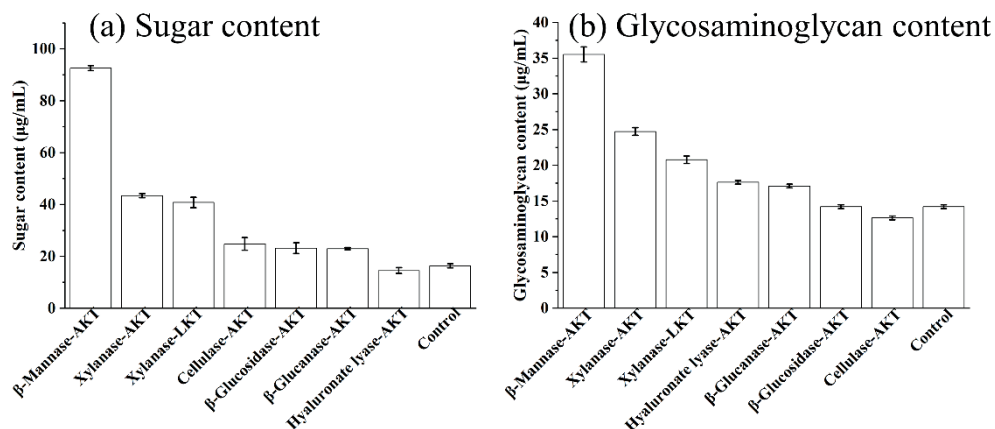 (a) Sugar content
Sugar content (μg/mL)
100
80
60
40
20
0
β-Mannase-AKT
Xylanase-AKT
Xylanase-LKT
Cellulase-AKT
β-Glucosidase-AKT
β-Glucanase-AKT
Hyaluronate lyase-AKT
Control
(b) Glycosaminoglycan content
Glycosaminoglycan content (μg/mL)
40
35
30
25
20
15
10
5
0
β-Mannase-AKT
Xylanase-AKT
Xylanase-LKT
Hyaluronate lyase-AKT
β-Glucanase-AKT
β-Glucosidase-AKT
Cellulase-AKT
Control